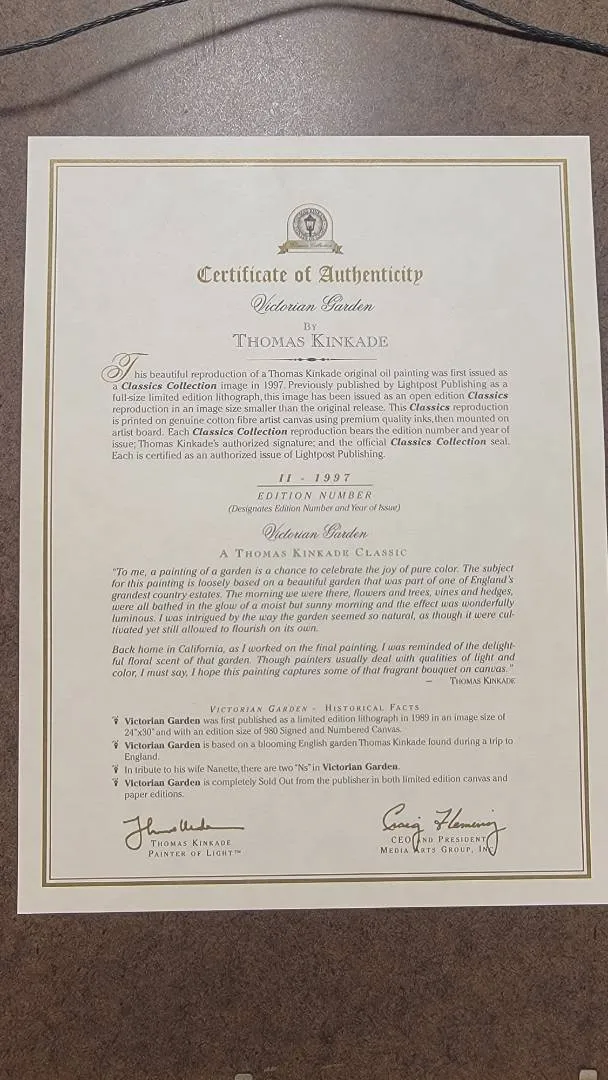 Certificate of Authenticity
Victorian Garden
BY
THOMAS KINKADE
This beautiful reproduction of a Thomas Kinkade original oil painting was first issued as
a Classics Collection image in 1997. Previously published by Lightpost Publishing as a
full-size limited edition lithograph, this image has been issued as an open edition Classics
reproduction in an image size smaller than the original release. This Classics reproduction
is printed on genuine cotton fibre artist canvas using premium quality inks, then mounted on
artist board. Each Classics Collection reproduction bears the edition number and year of
issue; Thomas Kinkade's authorized signature; and the official Classics Collection seal.
Each is certified as an authorized issue of Lightpost Publishing.
II - 1997
EDITION NUMBER
(Designates Edition Number and Year of Issue)
Victorian Garden
A THOMAS KINKADE CLASSIC
"To me, a painting of a garden is a chance to celebrate the joy of pure color. The subject
for this painting is loosely based on a beautiful garden that was part of one of England's
grandest country estates. The morning we were there, flowers and trees, vines and hedges,
were all bathed in the glow of a moist but sunny morning and the effect was wonderfully
luminous. I was intrigued by the way the garden seemed so natural, as though it were cul-
tivated yet still allowed to flourish on its own.
Back home in California, as I worked on the final painting, I was reminded of the delight-
ful floral scent of that garden. Though painters usually deal with qualities of light and
color, I must say, I hope this painting captures some of that fragrant bouquet on canvas."
– THOMAS KINKADE
VICTORIAN GARDEN - HISTORICAL FACTS
Victorian Garden was first published as a limited edition lithograph in 1989 in an image size of
24"x30" and with an edition size of 980 Signed and Numbered Canvas.
Victorian Garden is based on a blooming English garden Thomas Kinkade found during a trip to
England.
In tribute to his wife Nanette, there are two "Ns" in Victorian Garden.
Victorian Garden is completely Sold Out from the publisher in both limited edition canvas and
paper editions.
THOMAS KINKADE
PAINTER OF LIGHT™
Craig Fleming
CEO AND PRESIDENT
MEDIA ARTS GROUP, INC.